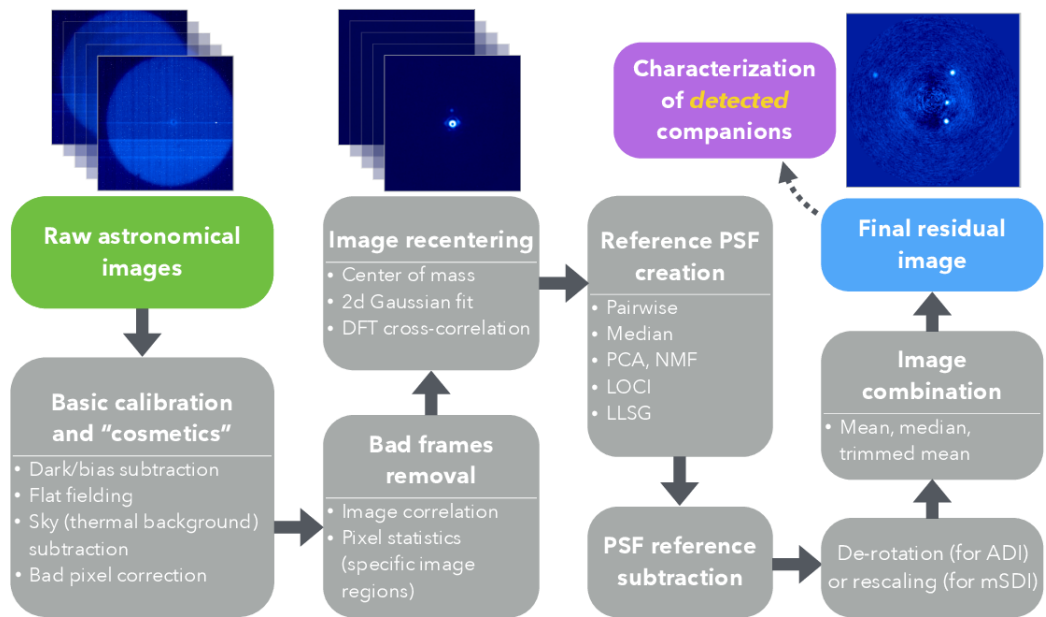 Raw astronomical
images
Basic calibration
and “cosmetics”
• Dark/bias subtraction
• Flat fielding
• Sky (thermal background)
subtraction
• Bad pixel correction
Bad frames
removal
• Image correlation
• Pixel statistics
(specific image
regions)
Image recentering
• Center of mass
• 2d Gaussian fit
• DFT cross-correlation
Reference PSF
creation
• Pairwise
• Median
• PCA, NMF
• LOCI
• LLSG
PSF reference
subtraction
De-rotation (for ADI)
or rescaling (for mSDI)
Image
combination
• Mean, median,
trimmed mean
Final residual
image
Characterization
of detected
companions